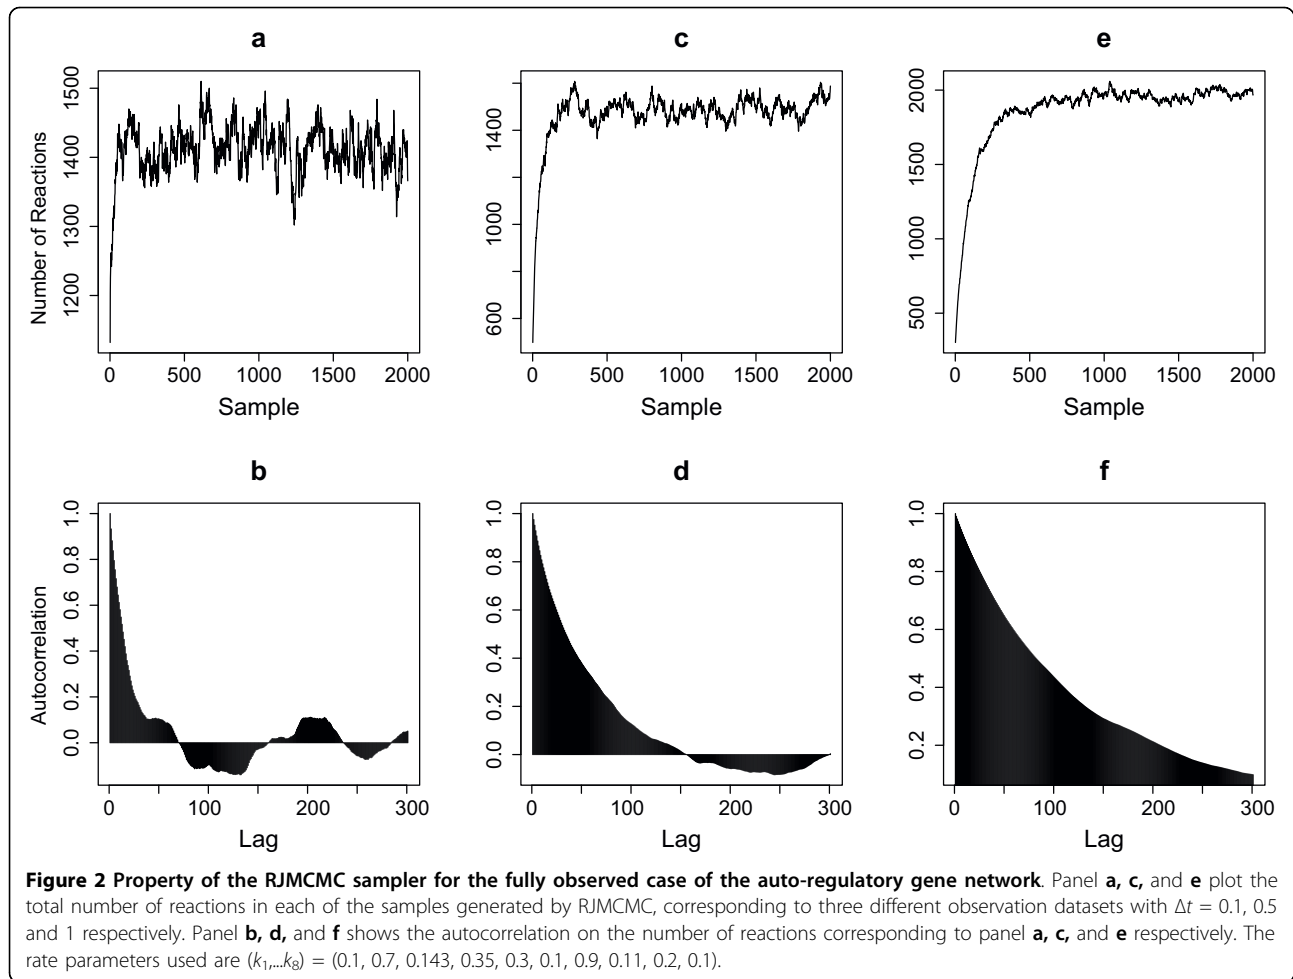 a
c
e
Number of Reactions
1200 1300 1400 1500
600 1000 1400
500 1000 1500 2000
0 500 1000 1500 2000
0 500 1000 1500 2000
0 500 1000 1500 2000
Sample
Sample
Sample
b
d
f
Autocorrelation
0.0 0.2 0.4 0.6 0.8 1.0
0.0 0.2 0.4 0.6 0.8 1.0
0.2 0.4 0.6 0.8 1.0
0 100 200 300
0 100 200 300
0 100 200 300
Lag
Lag
Lag
Figure 2 Property of the RJMCMC sampler for the fully observed case of the auto-regulatory gene network. Panel a, c, and e plot the
total number of reactions in each of the samples generated by RJMCMC, corresponding to three different observation datasets with Δt = 0.1, 0.5
and 1 respectively. Panel b, d, and f shows the autocorrelation on the number of reactions corresponding to panel a, c, and e respectively. The
rate parameters used are (k₁,...k₈) = (0.1, 0.7, 0.143, 0.35, 0.3, 0.1, 0.9, 0.11, 0.2, 0.1).